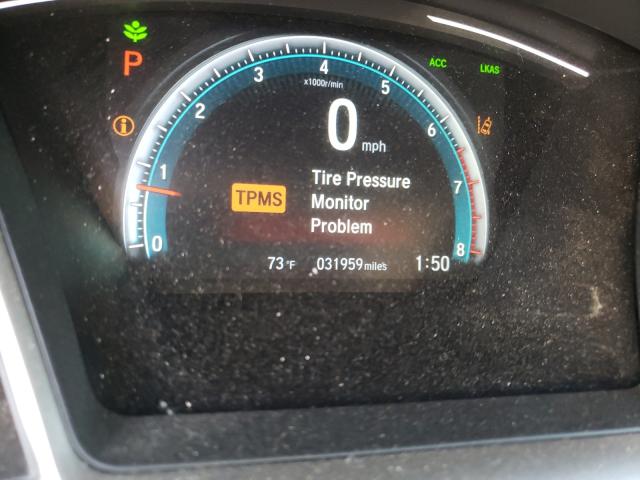 P
ACC
LKAS
0
1
2
3
4
5
6
7
8
x1000r/min
0 mph
i
TPMS
Tire Pressure
Monitor
Problem
73 °F 031959 miles 1:50